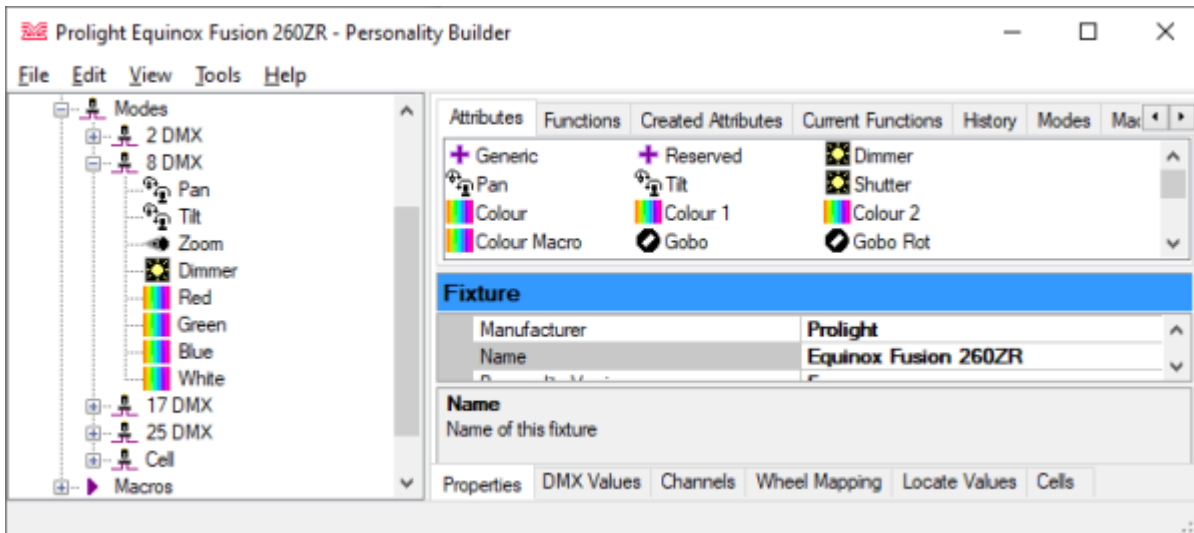 Prolight Equinox Fusion 260ZR - Personality Builder
File Edit View Tools Help
Modes
2 DMX
8 DMX
Pan
Tilt
Zoom
Dimmer
Red
Green
Blue
White
17 DMX
25 DMX
Cell
Macros
Attributes Functions Created Attributes Current Functions History Modes
Generic Reserved Dimmer
Pan Tilt Shutter
Colour Colour 1 Colour 2
Colour Macro Gobo Gobo Rot
Fixture
Manufacturer Prolight
Name Equinox Fusion 260ZR
Name
Name of this fixture
Properties DMX Values Channels Wheel Mapping Locate Values Cells